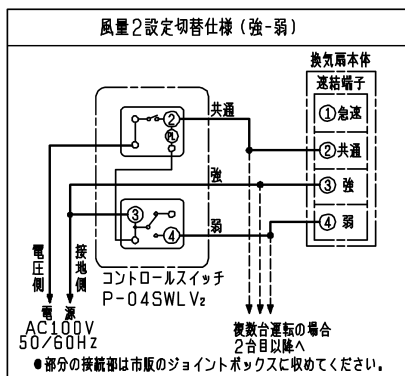 風量2設定切替仕様(強-弱)
換気扇本体
速結端子
①急速
②共通
③強
④弱
共通
②
PL
強
③
④
弱
電圧側
接地側
電源
AC100V
50/60Hz
コントロールスイッチ
P-04SWLV₂
複数台運転の場合
2台目以降へ
●部分の接続部は市販のジョイントボックスに収めてください。